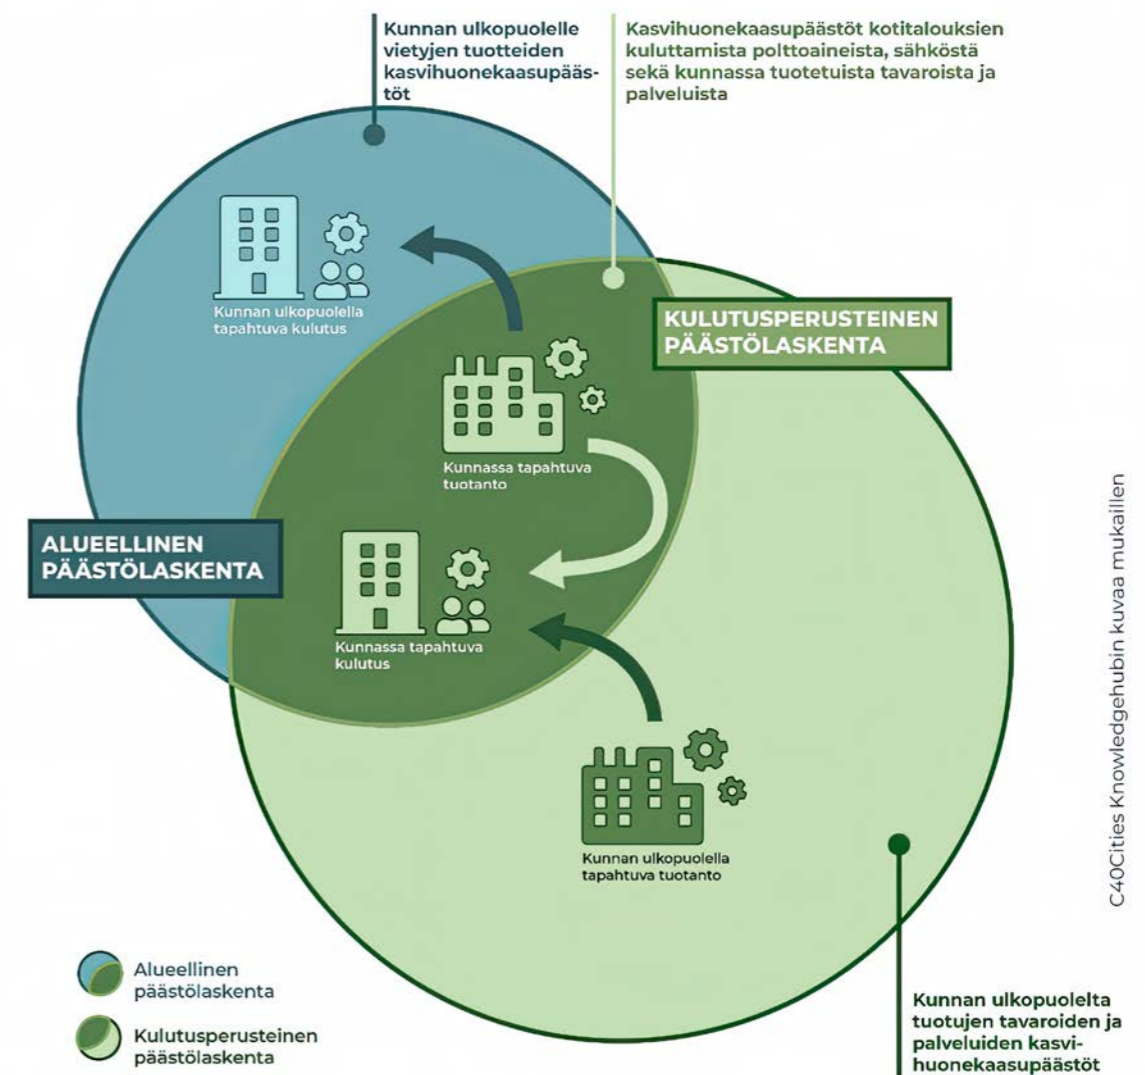 Kunnan ulkopuolelle
vietyjen tuotteiden
kasvihuonekaasupääs-
töt
Kasvihuonekaasupäästöt kotitalouksien
kuluttamista polttoaineista, sähköstä
sekä kunnassa tuotetuista tavaroista ja
palveluista
Kunnan ulkopuolella
tapahtuva kulutus
KULUTUSPERUSTEINEN
PÄÄSTÖLASKENTA
Kunnassa tapahtuva
tuotanto
ALUEELLINEN
PÄÄSTÖLASKENTA
Kunnassa tapahtuva
kulutus
Kunnan ulkopuolella
tapahtuva tuotanto
C40Cities Knowledgehubin kuvaa mukaillen
Alueellinen
päästölaskenta
Kulutusperusteinen
päästölaskenta
Kunnan ulkopuolelta
tuotujen tavaroiden ja
palveluiden kasvi-
huonekaasupäästöt